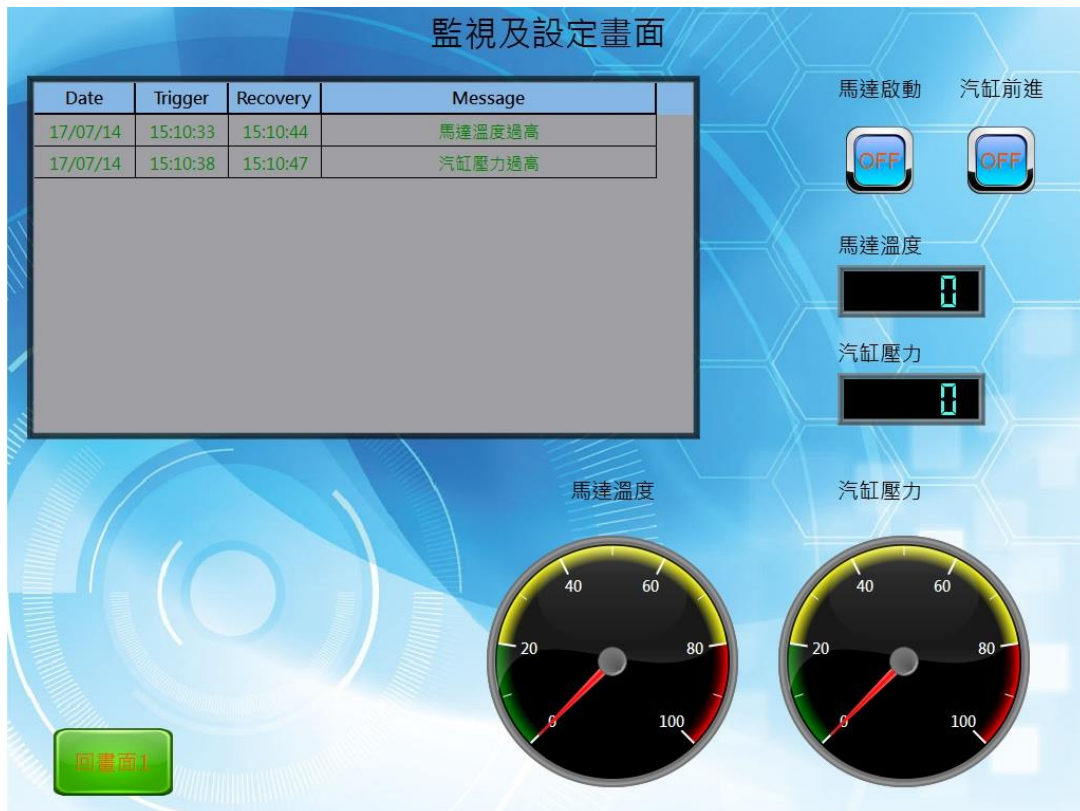 監視及設定畫面
Date Trigger Recovery Message
17/07/14 15:10:33 15:10:44 馬達溫度過高
17/07/14 15:10:38 15:10:47 汽缸壓力過高
馬達啟動 汽缸前進
OFF OFF
馬達溫度
0
汽缸壓力
0
馬達溫度 汽缸壓力
0 20 40 60 80 100
0 20 40 60 80 100
回畫面1